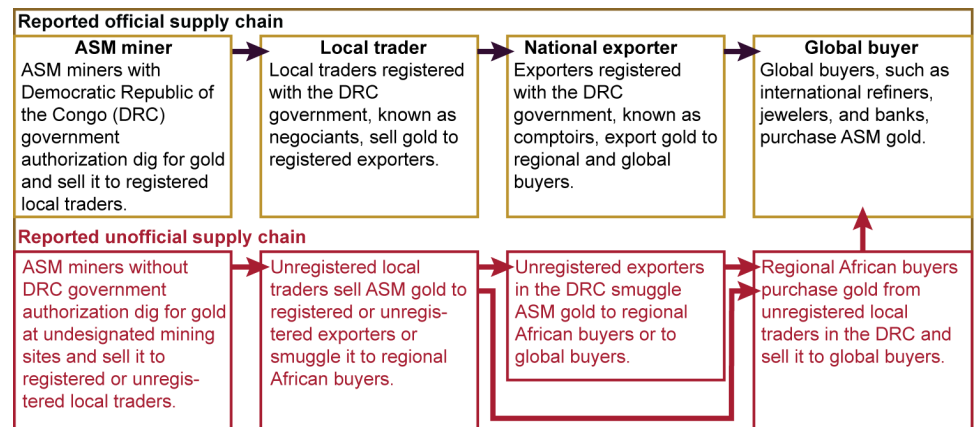 Reported official supply chain
ASM miner
ASM miners with
Democratic Republic of
the Congo (DRC)
government
authorization dig for gold
and sell it to registered
local traders.
Local trader
Local traders registered
with the DRC
government, known as
negociants, sell gold to
registered exporters.
National exporter
Exporters registered
with the DRC
government, known as
comptoirs, export gold to
regional and global
buyers.
Global buyer
Global buyers, such as
international refiners,
jewelers, and banks,
purchase ASM gold.
Reported unofficial supply chain
ASM miners without
DRC government
authorization dig for gold
at undesignated mining
sites and sell it to
registered or unregis-
tered local traders.
Unregistered local
traders sell ASM gold to
registered or unregis-
tered exporters or
smuggle it to regional
African buyers.
Unregistered exporters
in the DRC smuggle
ASM gold to regional
African buyers or to
global buyers.
Regional African buyers
purchase gold from
unregistered local
traders in the DRC and
sell it to global buyers.